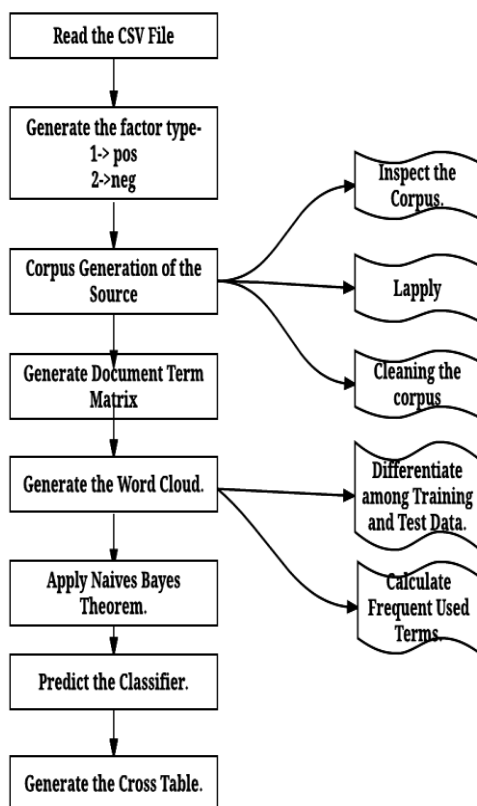 Read the CSV File
Generate the factor type-
1-> pos
2->neg
Corpus Generation of the
Source
Inspect the
Corpus.
Lapply
Cleaning the
corpus
Generate Document Term
Matrix
Generate the Word Cloud.
Differentiate
among Training
and Test Data.
Calculate
Frequent Used
Terms.
Apply Naives Bayes
Theorem.
Predict the Classifier.
Generate the Cross Table.